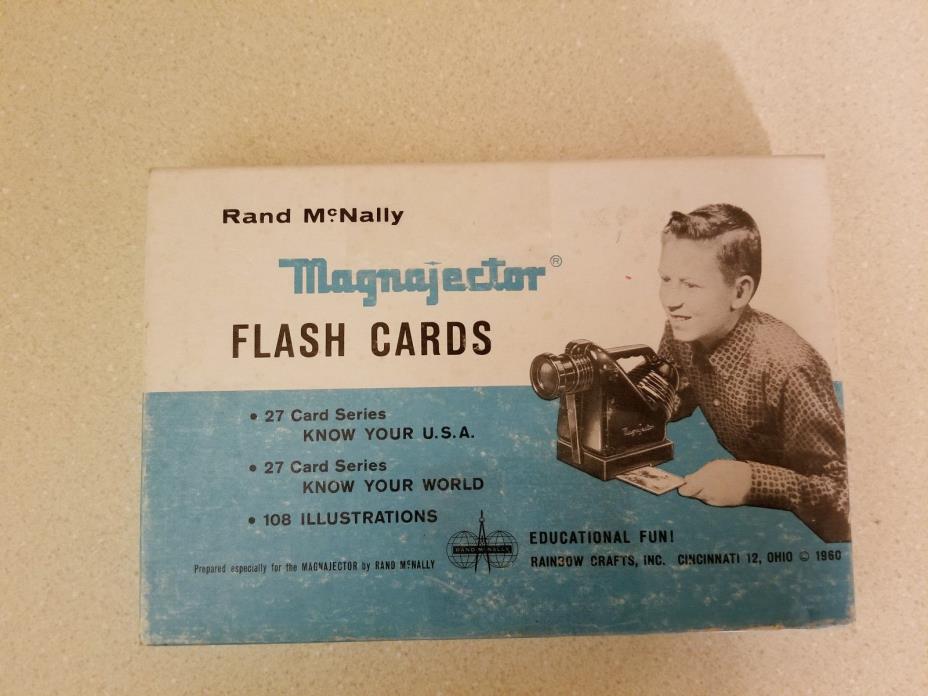 Rand McNally
Magnajector®
FLASH CARDS
• 27 Card Series
KNOW YOUR U.S.A.
• 27 Card Series
KNOW YOUR WORLD
• 108 ILLUSTRATIONS
Prepared especially for the MAGNAJECTOR by RAND McNALLY
RAND McNALLY
EDUCATIONAL FUN!
RAINBOW CRAFTS, INC. CINCINNATI 12, OHIO © 1960
Magnajector